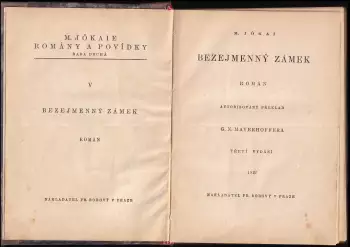 M. JÓKAIE
ROMÁNY A POVÍDKY
ŘADA DRUHÁ
V
BEZEJMENNÝ ZÁMEK
ROMÁN
NAKLADATEL FR. BOROVÝ V PRAZE
M. JÓKAI
BEZEJMENNÝ ZÁMEK
ROMÁN
AUTORISOVANÝ PŘEKLAD
G. N. MAYERHOFFERA
TŘETÍ VYDÁNÍ
NAKLADATEL FR. BOROVÝ V PRAZE